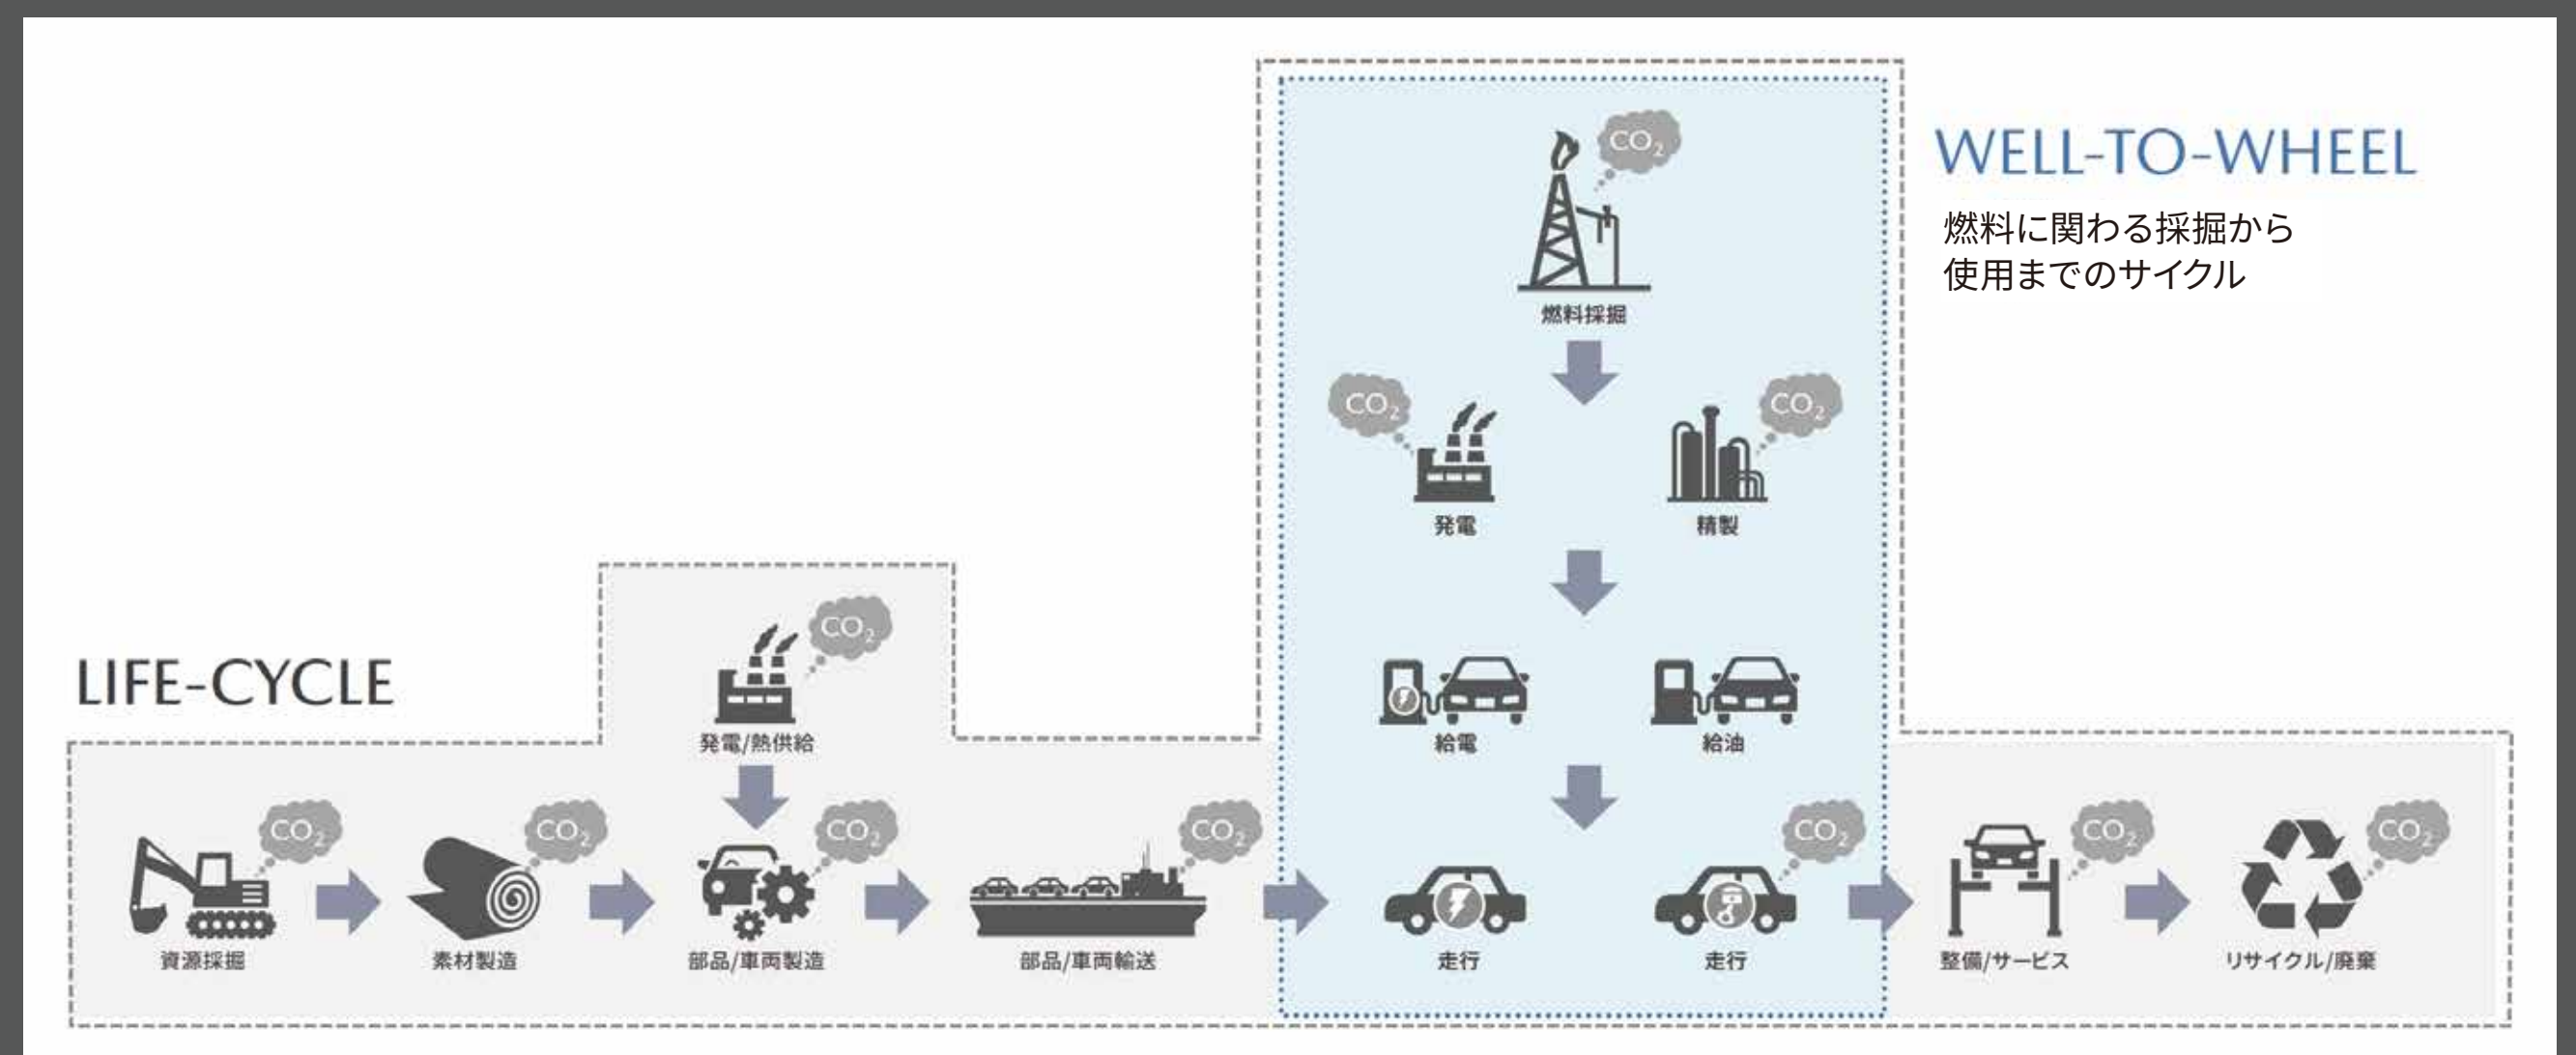 WELL-TO-WHEEL
燃料に関わる採掘から
使用までのサイクル
CO2
燃料採掘
CO2
CO2
発電
精製
給電
給油
CO2
走行
走行
LIFE-CYCLE
CO2
発電/熱供給
CO2
CO2
CO2
CO2
資源採掘
素材製造
部品/車両製造
部品/車両輸送
CO2
CO2
整備/サービス
リサイクル/廃棄